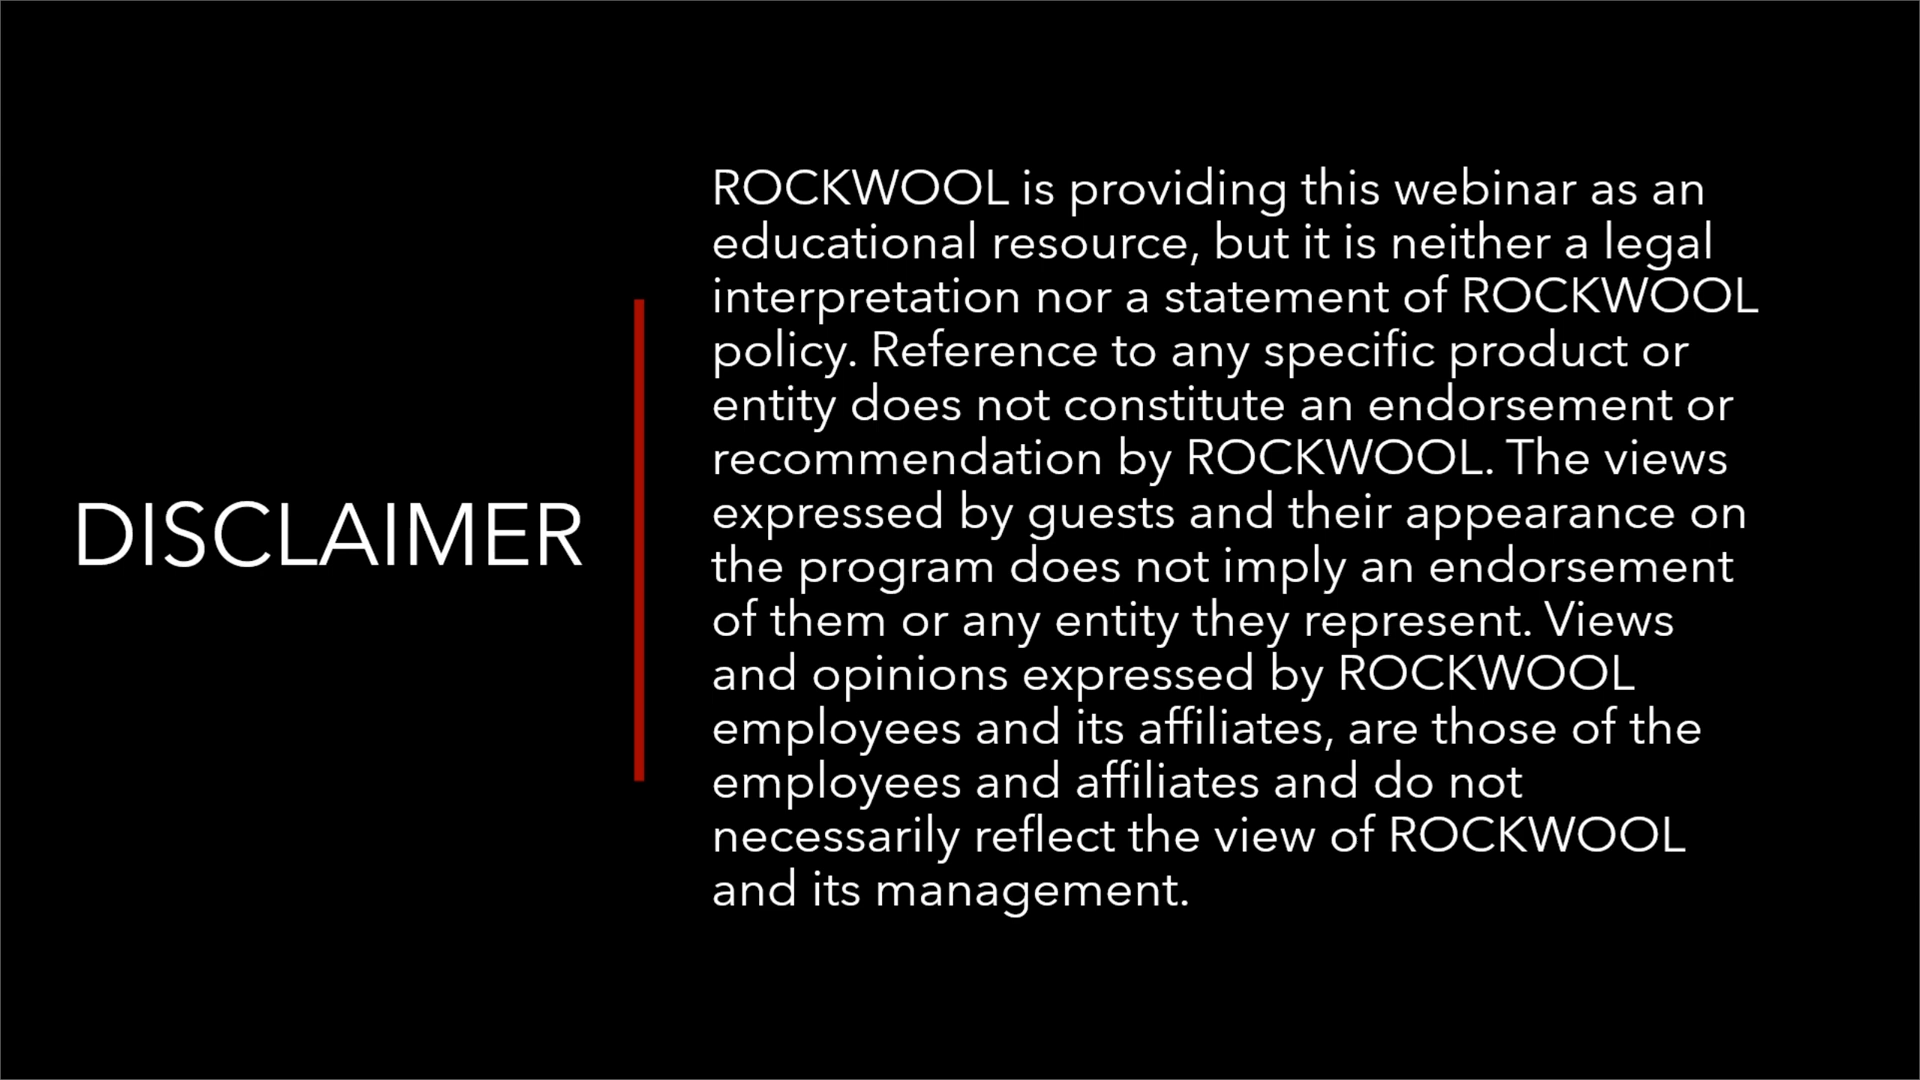 DISCLAIMER
ROCKWOOL is providing this webinar as an
educational resource, but it is neither a legal
interpretation nor a statement of ROCKWOOL
policy. Reference to any specific product or
entity does not constitute an endorsement or
recommendation by ROCKWOOL. The views
expressed by guests and their appearance on
the program does not imply an endorsement
of them or any entity they represent. Views
and opinions expressed by ROCKWOOL
employees and its affiliates, are those of the
employees and affiliates and do not
necessarily reflect the view of ROCKWOOL
and its management.